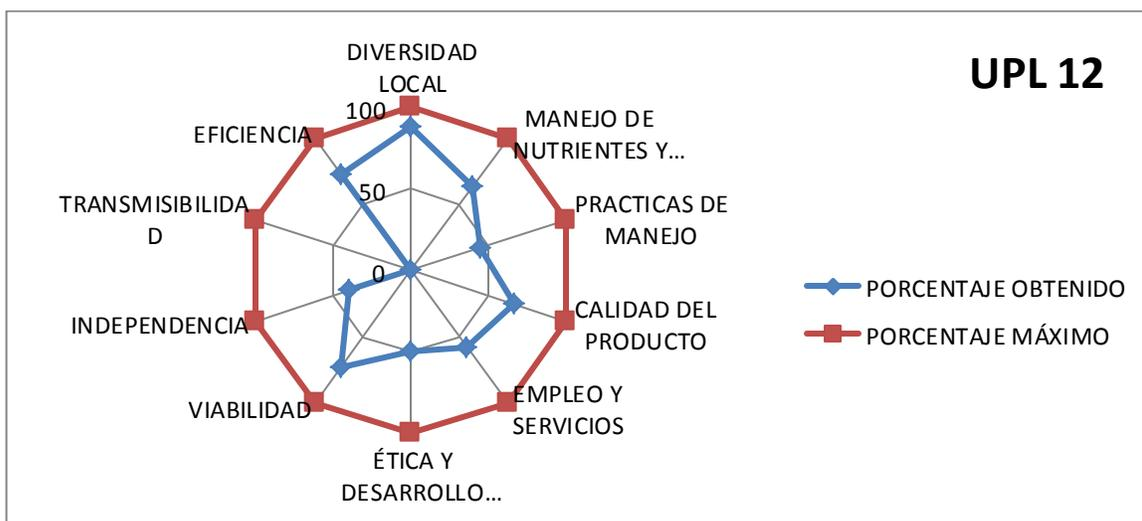 UPL 12
DIVERSIDAD
LOCAL
MANEJO DE
NUTRIENTES Y...
PRACTICAS DE
MANEJO
CALIDAD DEL
PRODUCTO
EMPLEO Y
SERVICIOS
ÉTICA Y
DESARROLLO...
VIABILIDAD
INDEPENDENCIA
TRANSMISIBILIDA
D
EFICIENCIA
100
50
0
PORCENTAJE OBTENIDO
PORCENTAJE MÁXIMO